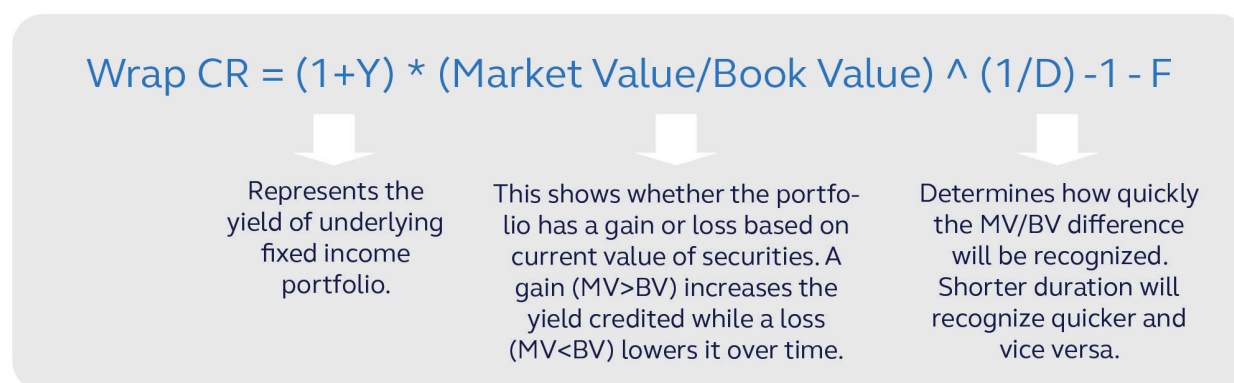 Wrap CR = (1+Y) * (Market Value/Book Value) ^ (1/D) -1 - F
Represents the
yield of underlying
fixed income
portfolio.
This shows whether the portfo-
lio has a gain or loss based on
current value of securities. A
gain (MV>BV) increases the
yield credited while a loss
(MV<BV) lowers it over time.
Determines how quickly
the MV/BV difference
will be recognized.
Shorter duration will
recognize quicker and
vice versa.